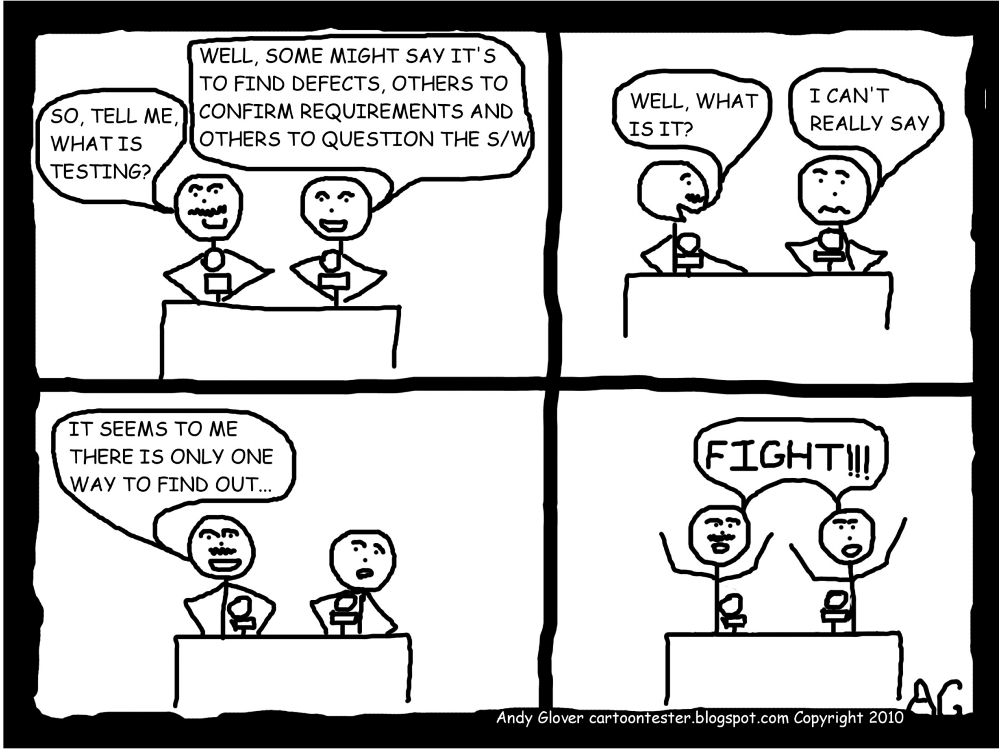 SO, TELL ME,
WHAT IS
TESTING?
WELL, SOME MIGHT SAY IT'S
TO FIND DEFECTS, OTHERS TO
CONFIRM REQUIREMENTS AND
OTHERS TO QUESTION THE S/W
WELL, WHAT
IS IT?
I CAN'T
REALLY SAY
IT SEEMS TO ME
THERE IS ONLY ONE
WAY TO FIND OUT...
FIGHT!!!
AG
Andy Glover cartoontester.blogspot.com Copyright 2010